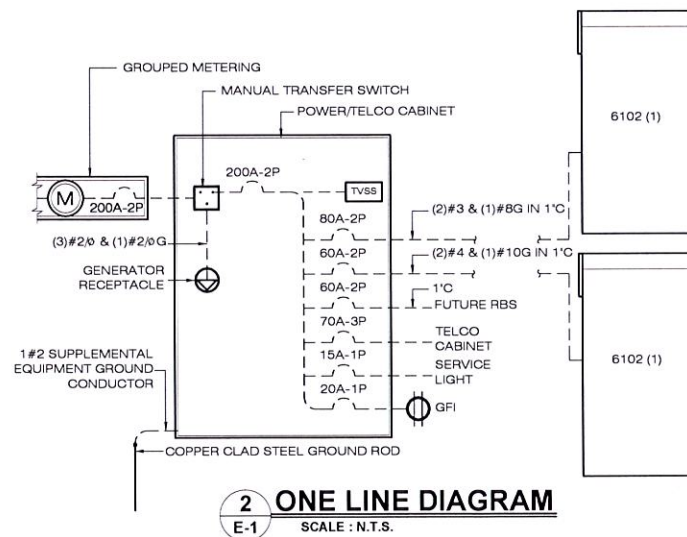 GROUPED METERING
MANUAL TRANSFER SWITCH
POWER/TELCO CABINET
6102 (1)
M
200A-2P
200A-2P
TVSS
80A-2P
(2)#3 & (1)#8G IN 1"C
(3)#2/0 & (1)#2/0G
60A-2P
(2)#4 & (1)#10G IN 1"C
GENERATOR
RECEPTACLE
60A-2P
1"C
FUTURE RBS
70A-3P
TELCO
CABINET
1#2 SUPPLEMENTAL
EQUIPMENT GROUND
CONDUCTOR
15A-1P
SERVICE
LIGHT
6102 (1)
20A-1P
GFI
COPPER CLAD STEEL GROUND ROD
2
E-1
ONE LINE DIAGRAM
SCALE : N.T.S.